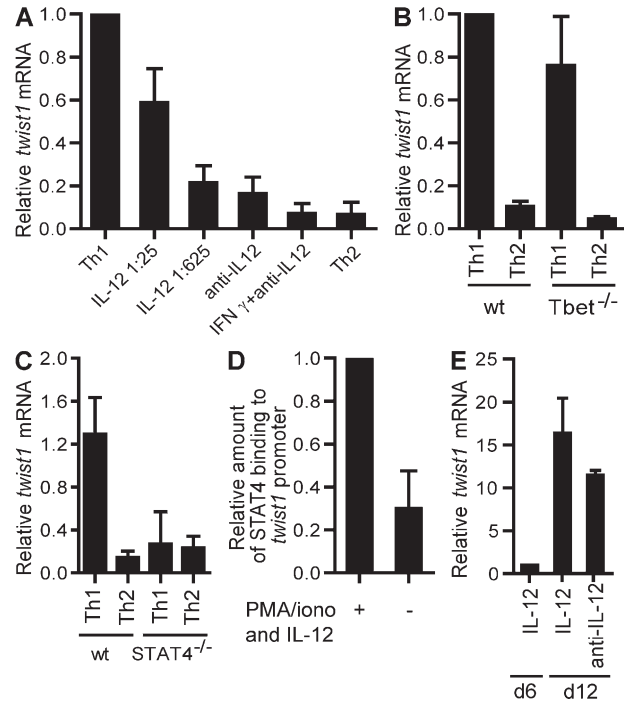 A
Relative twist1 mRNA
1.0
0.8
0.6
0.4
0.2
0.0
Th1
IL-12 1:25
IL-12 1:625
anti-IL12
IFN γ+anti-IL12
Th2
B
Relative twist1 mRNA
1.0
0.8
0.6
0.4
0.2
0.0
Th1
Th2
Th1
Th2
wt
Tbet-/-
C
Relative twist1 mRNA
2.0
1.6
1.2
0.8
0.4
0.0
Th1
Th2
Th1
Th2
wt
STAT4-/-
D
Relative amount
of STAT4 binding to
twist1 promoter
1.0
0.8
0.6
0.4
0.2
0.0
PMA/iono + -
and IL-12
E
Relative twist1 mRNA
25
20
15
10
5
0
IL-12
IL-12
anti-IL-12
d6
d12